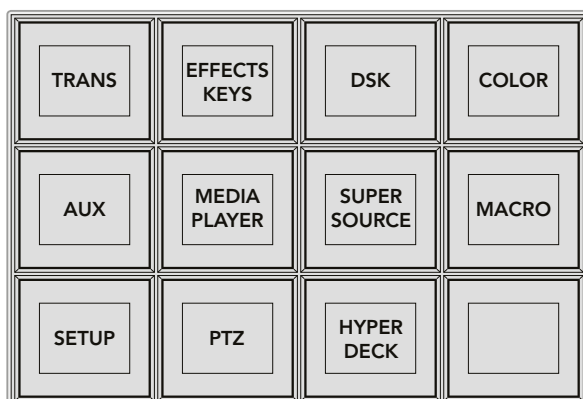 TRANS
EFFECTS
KEYS
DSK
COLOR
AUX
MEDIA
PLAYER
SUPER
SOURCE
MACRO
SETUP
PTZ
HYPER
DECK